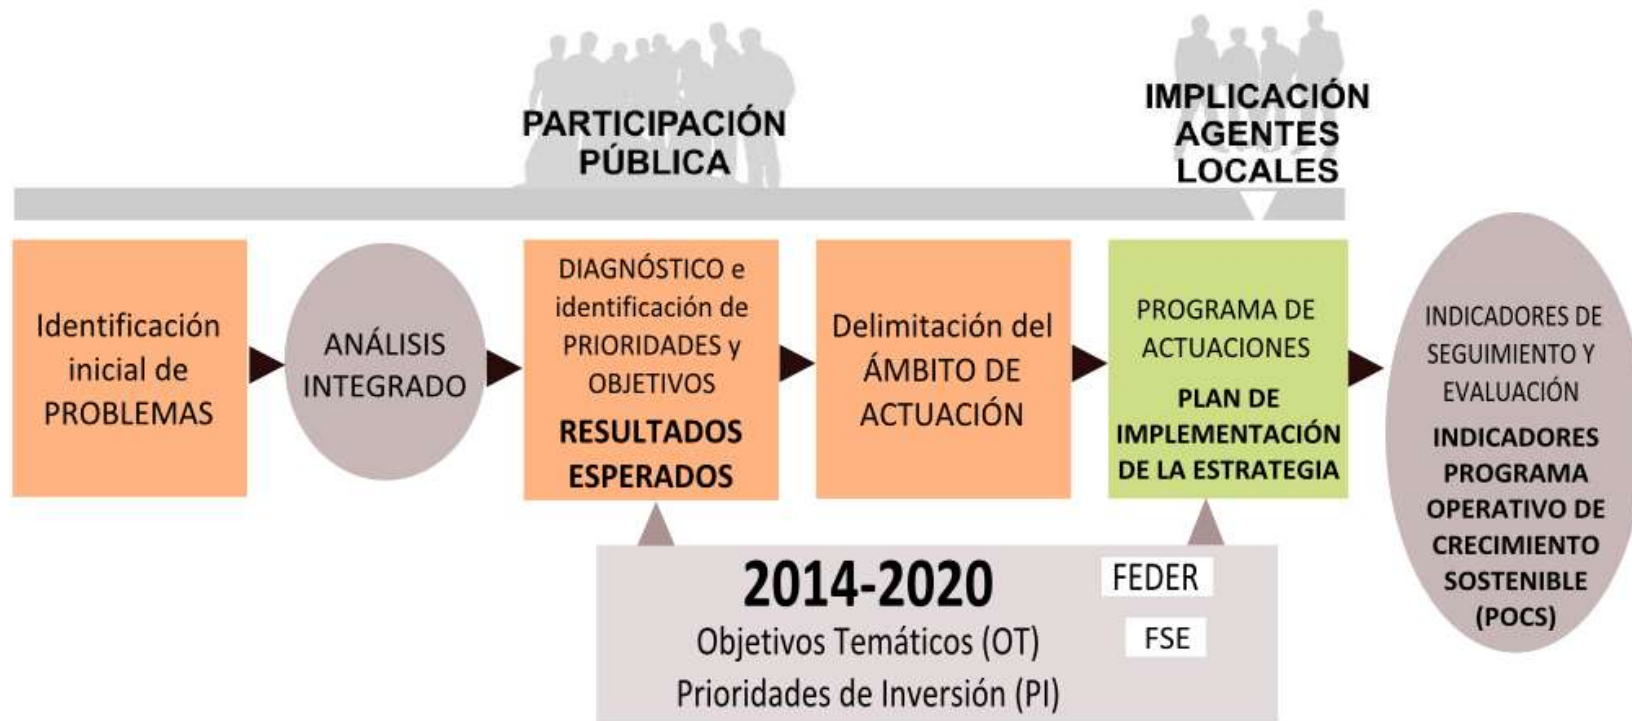 PARTICIPACIÓN
PÚBLICA
IMPLICACIÓN
AGENTES
LOCALES
Identificación
inicial de
PROBLEMAS
ANÁLISIS
INTEGRADO
DIAGNÓSTICO e
identificación de
PRIORIDADES y
OBJETIVOS
RESULTADOS
ESPERADOS
Delimitación del
ÁMBITO DE
ACTUACIÓN
PROGRAMA DE
ACTUACIONES
PLAN DE
IMPLEMENTACIÓN
DE LA ESTRATEGIA
INDICADORES DE
SEGUIMIENTO Y
EVALUACIÓN
INDICADORES
PROGRAMA
OPERATIVO DE
CRECIMIENTO
SOSTENIBLE
(POCS)
2014-2020
Objetivos Temáticos (OT)
Prioridades de Inversión (PI)
FEDER
FSE